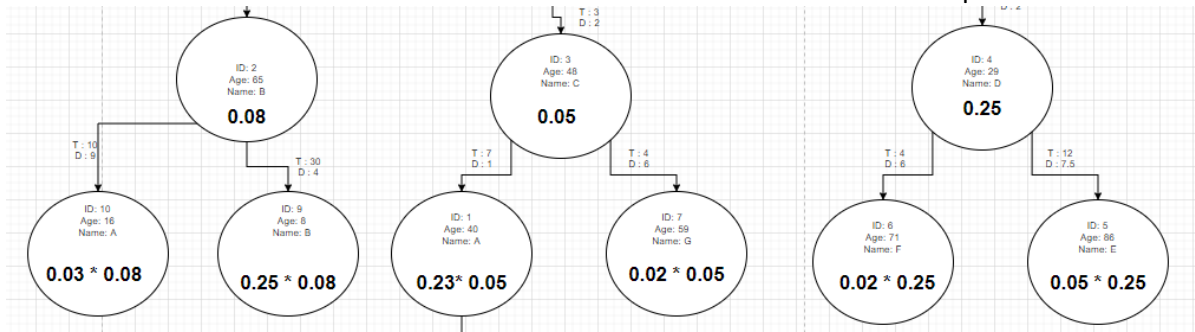 T : 3
D : 2
D : 2
ID: 2
Age: 65
Name: B
0.08
ID: 3
Age: 48
Name: C
0.05
ID: 4
Age: 29
Name: D
0.25
T : 10
D : 9
T : 30
D : 4
T : 7
D : 1
T : 4
D : 6
T : 4
D : 6
T : 12
D : 7.5
ID: 10
Age: 16
Name: A
0.03 * 0.08
ID: 9
Age: 8
Name: B
0.25 * 0.08
ID: 1
Age: 40
Name: A
0.23* 0.05
ID: 7
Age: 59
Name: G
0.02 * 0.05
ID: 6
Age: 71
Name: F
0.02 * 0.25
ID: 5
Age: 86
Name: E
0.05 * 0.25